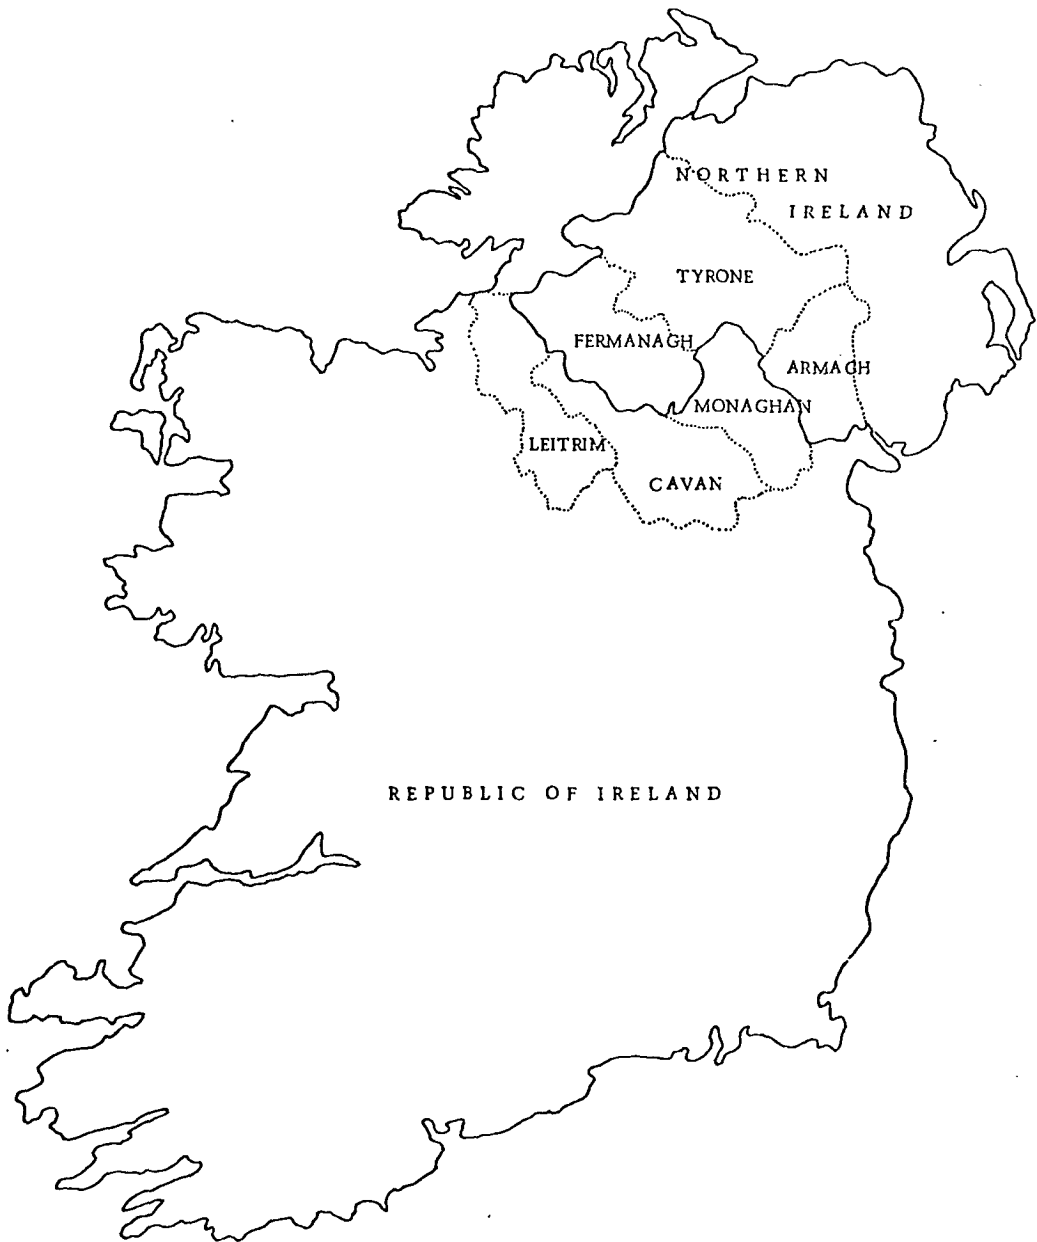 NORTHERN
IRELAND
TYRONE
FERMANAGH
ARMAGH
MONAGHAN
LEITRIM
CAVAN
REPUBLIC OF IRELAND